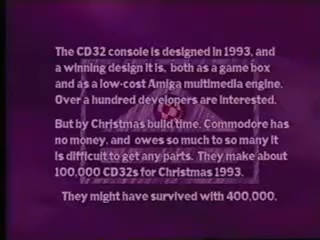 The CD32 console is designed in 1993, and
a winning design it is, both as a game box
and as a low-cost Amiga multimedia engine.
Over a hundred developers are interested.
But by Christmas build time, Commodore has
no money, and owes so much to so many it
is difficult to get any parts. They make about
100,000 CD32s for Christmas 1993.
They might have survived with 400,000.